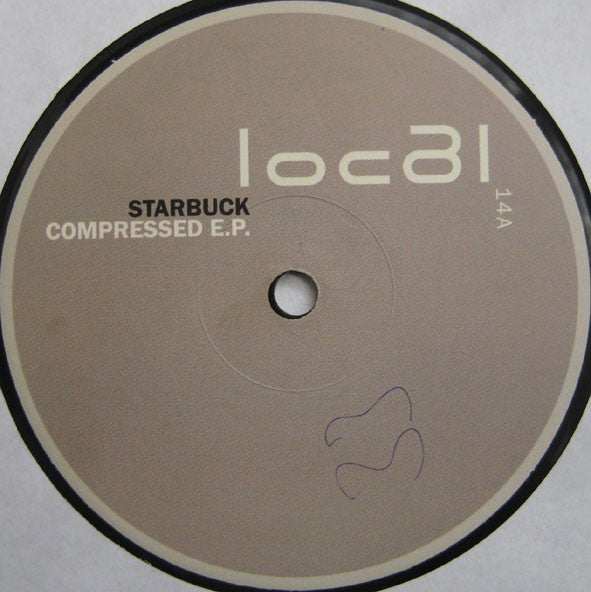 local
14A
STARBUCK
COMPRESSED E.P.